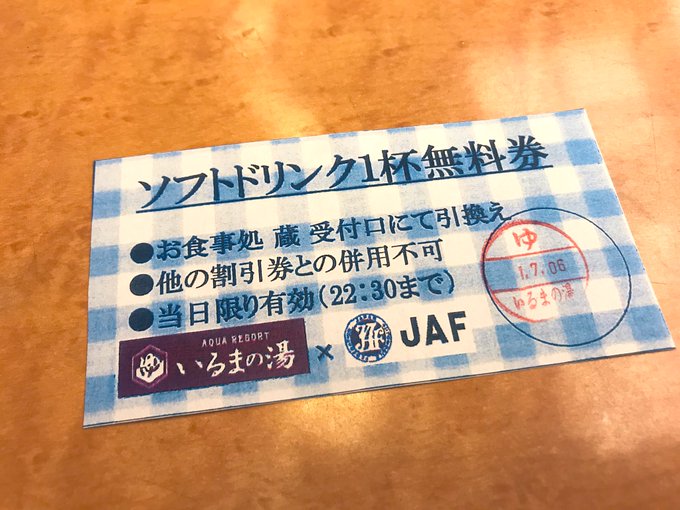 ソフトドリンク1杯無料券
●お食事処 蔵 受付口にて引換え
●他の割引券との併用不可
●当日限り有効(22:30まで)
ゆ
1.7.06
いるまの湯
AQUA RESORT
いるまの湯
×
JAF